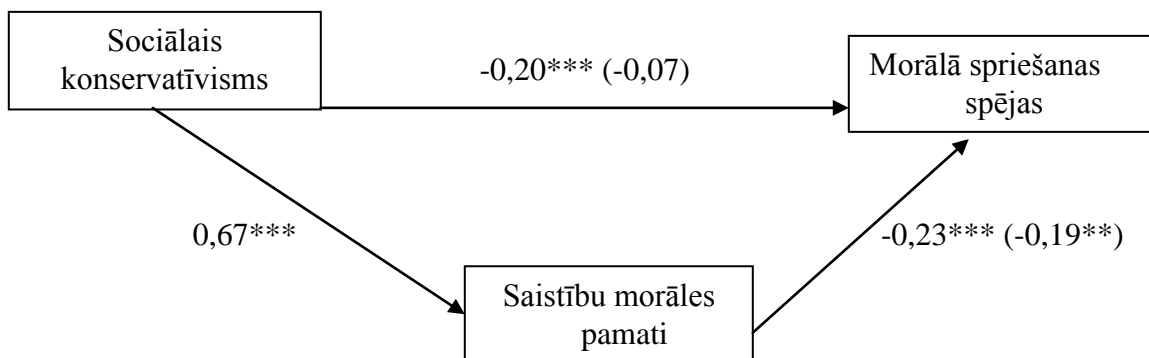 Sociālais
konservatīvisms
-0,20*** (-0,07)
Morālā spriešanas
spējas
0,67***
-0,23*** (-0,19**)
Saistību morāles
pamati